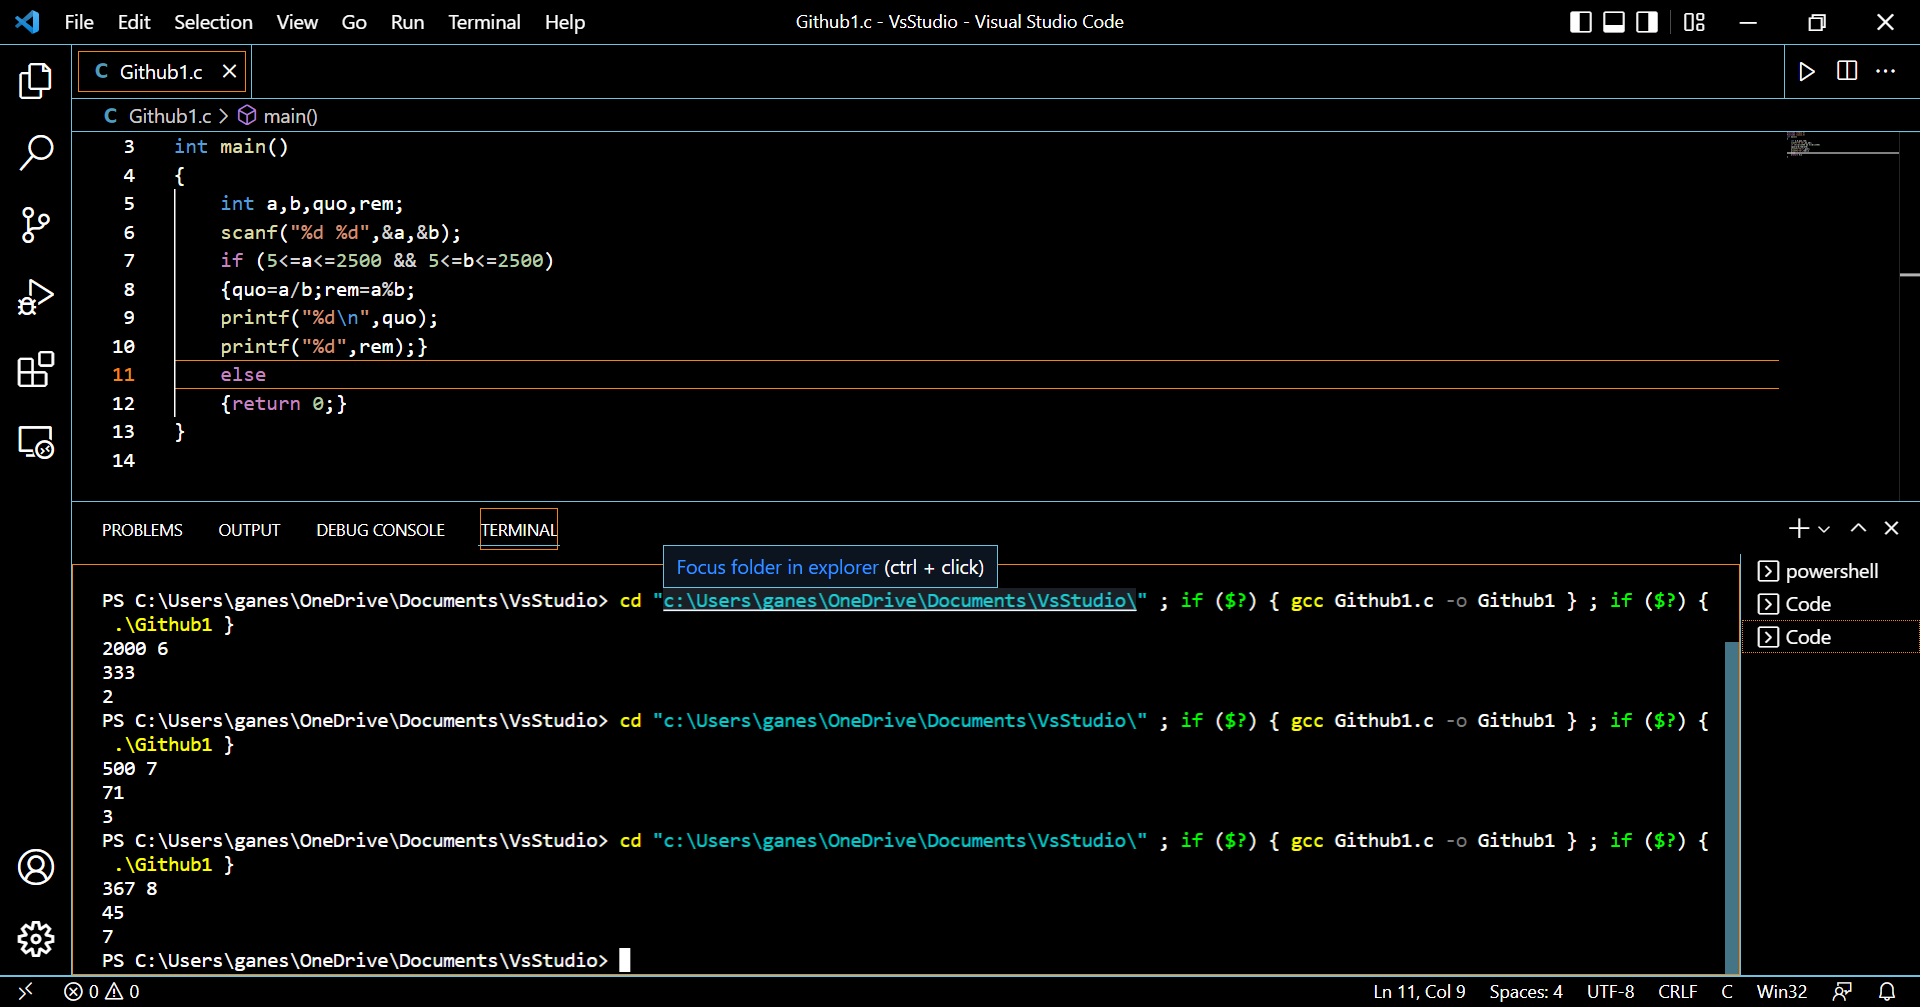 File Edit Selection View Go Run Terminal Help Github1.c - VsStudio - Visual Studio Code
C Github1.c
C Github1.c > main()
3 int main()
4 {
5 int a,b,quo,rem;
6 scanf("%d %d",&a,&b);
7 if (5<=a<=2500 && 5<=b<=2500)
8 {quo=a/b;rem=a%b;
9 printf("%d\n",quo);
10 printf("%d",rem);}
11 else
12 {return 0;}
13 }
14
PROBLEMS OUTPUT DEBUG CONSOLE TERMINAL
Focus folder in explorer (ctrl + click)
PS C:\Users\ganes\OneDrive\Documents\VsStudio> cd "c:\Users\ganes\OneDrive\Documents\VsStudio\" ; if ($?) { gcc Github1.c -o Github1 } ; if ($?) {
.\Github1 }
2000 6
333
2
PS C:\Users\ganes\OneDrive\Documents\VsStudio> cd "c:\Users\ganes\OneDrive\Documents\VsStudio\" ; if ($?) { gcc Github1.c -o Github1 } ; if ($?) {
.\Github1 }
500 7
71
3
PS C:\Users\ganes\OneDrive\Documents\VsStudio> cd "c:\Users\ganes\OneDrive\Documents\VsStudio\" ; if ($?) { gcc Github1.c -o Github1 } ; if ($?) {
.\Github1 }
367 8
45
7
PS C:\Users\ganes\OneDrive\Documents\VsStudio>
powershell
Code
Code
0 0 Ln 11, Col 9 Spaces: 4 UTF-8 CRLF C Win32